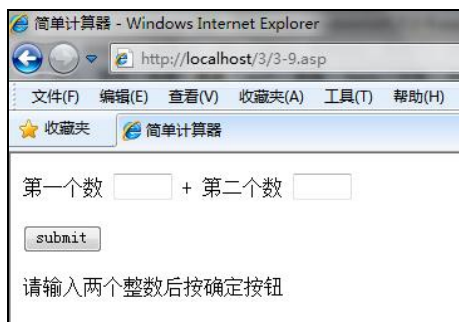 简单计算器 - Windows Internet Explorer
http://localhost/3/3-9.asp
文件(F) 编辑(E) 查看(V) 收藏夹(A) 工具(T) 帮助(H)
收藏夹 简单计算器
第一个数 + 第二个数
submit
请输入两个整数后按确定按钮